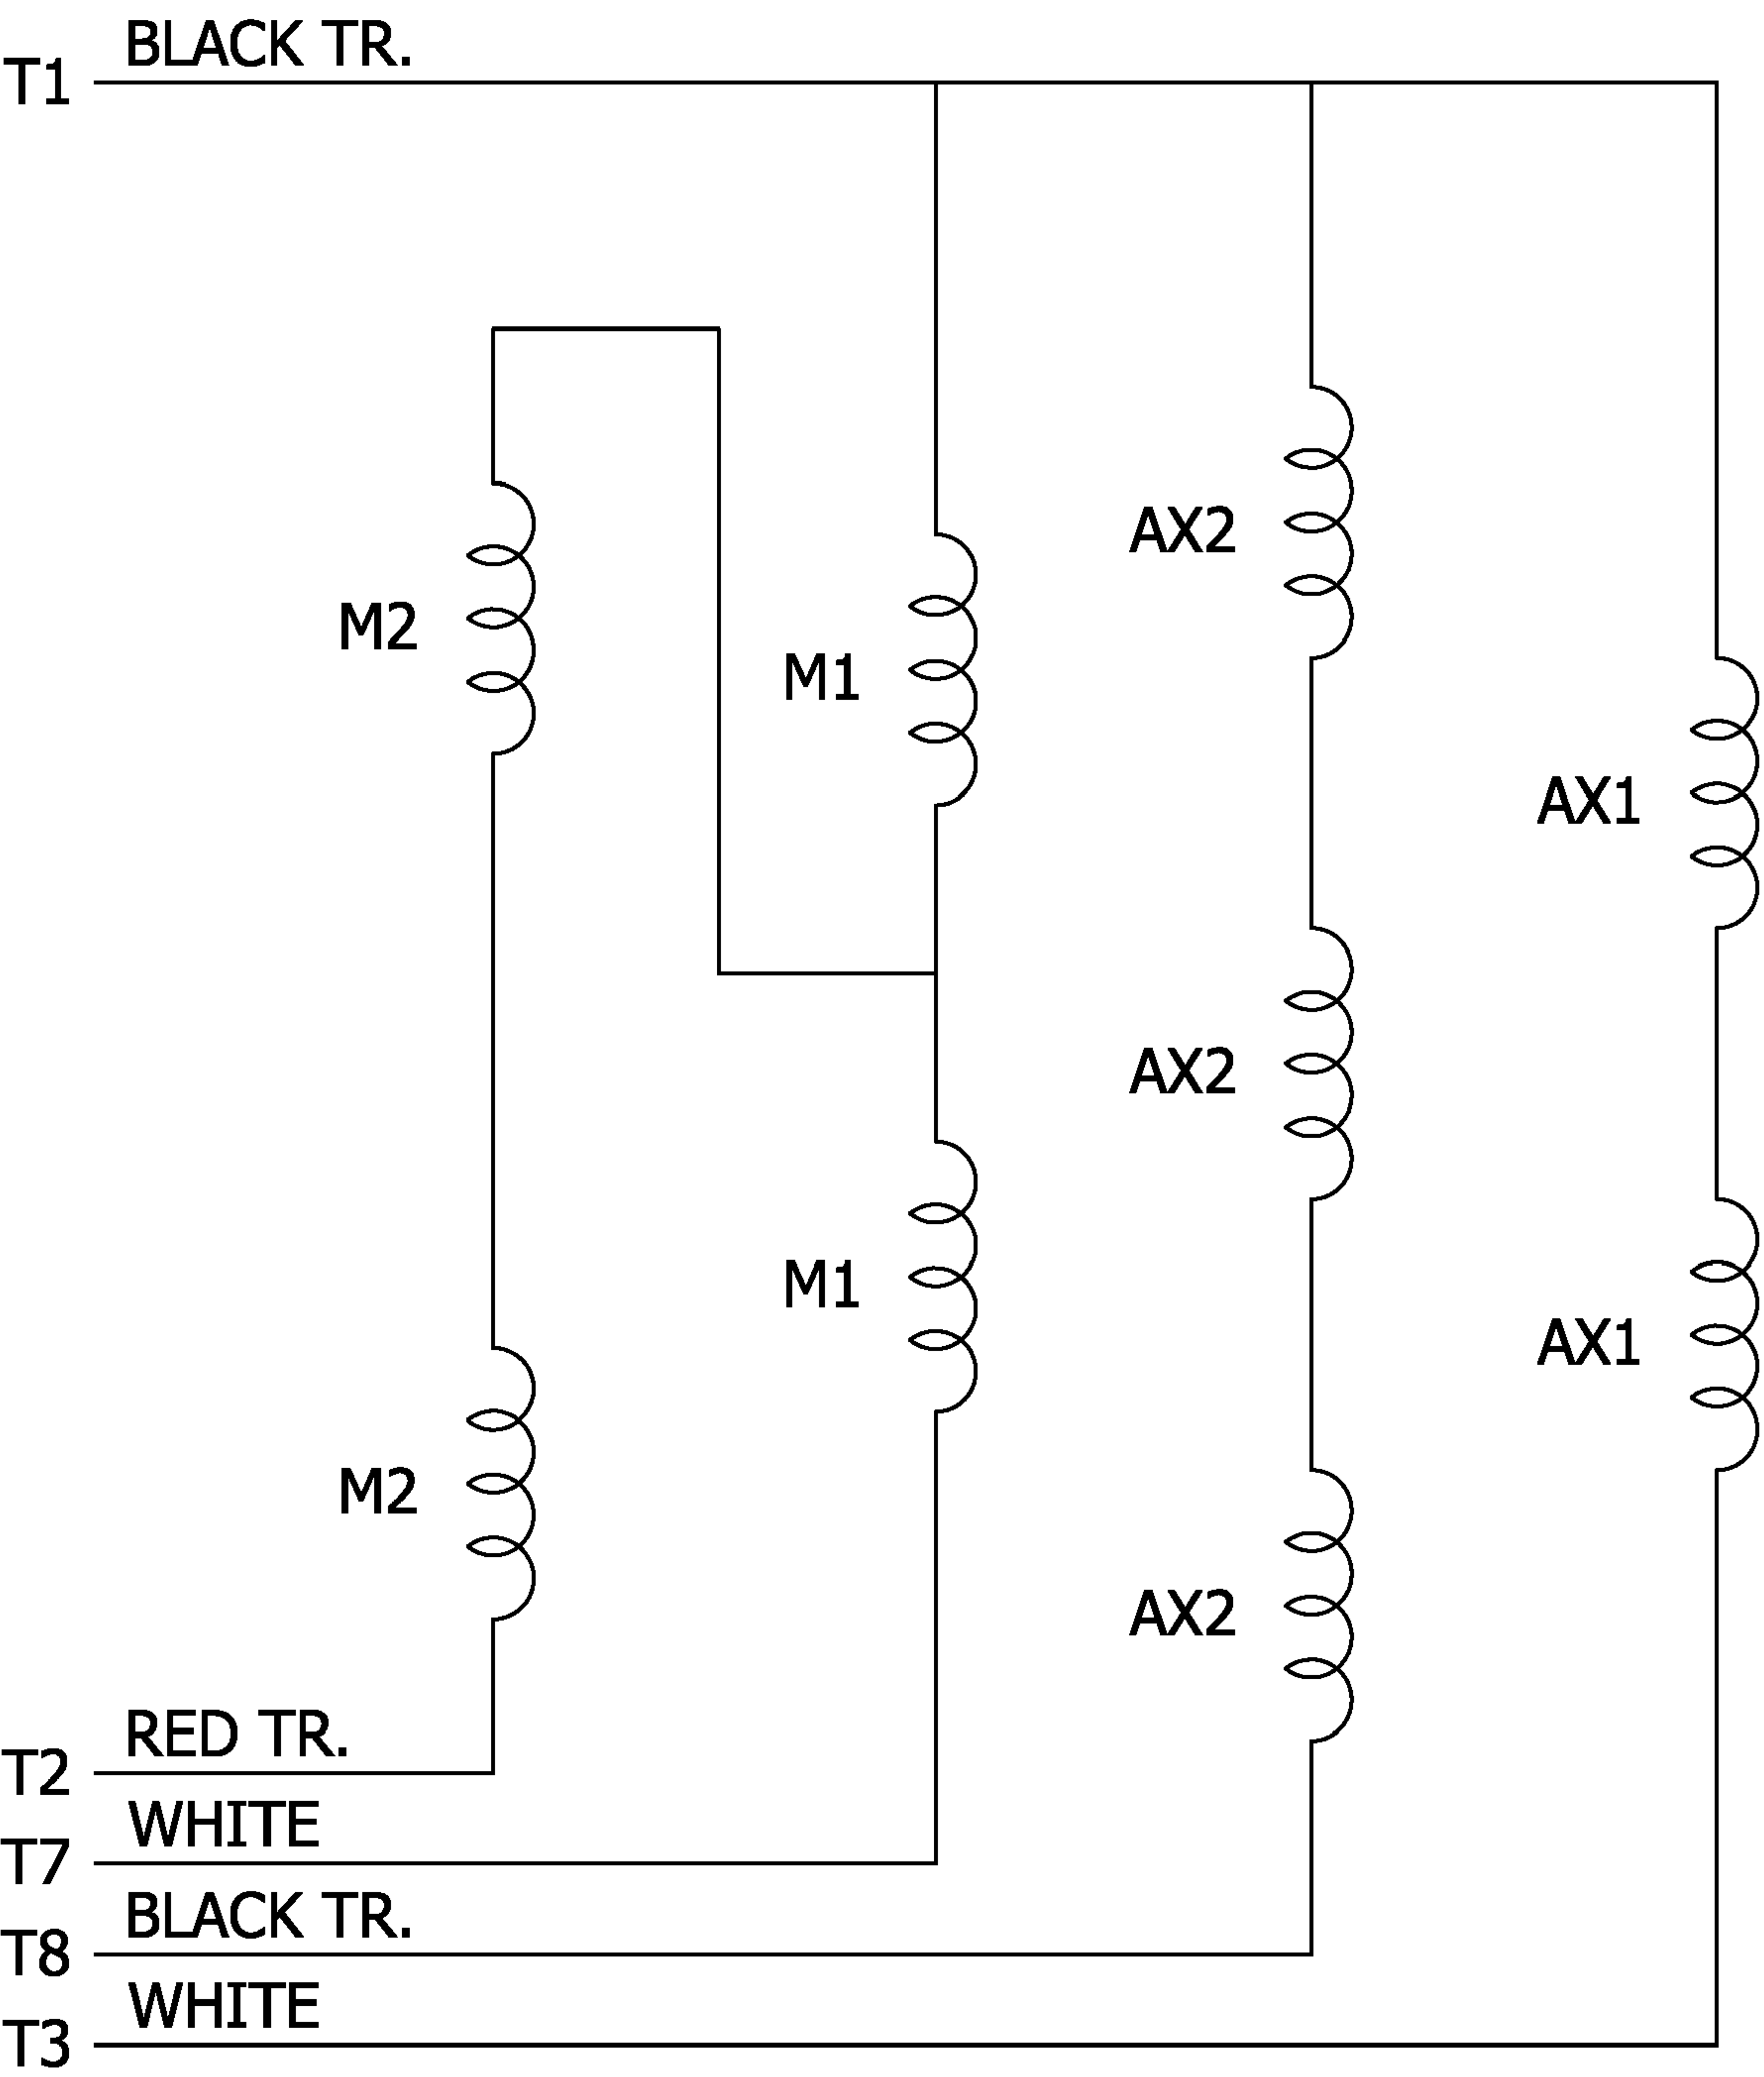 BLACK TR.
T1
AX2
M2
M1
AX1
AX2
M1
AX1
M2
AX2
RED TR.
T2
WHITE
T7
BLACK TR.
T8
WHITE
T3